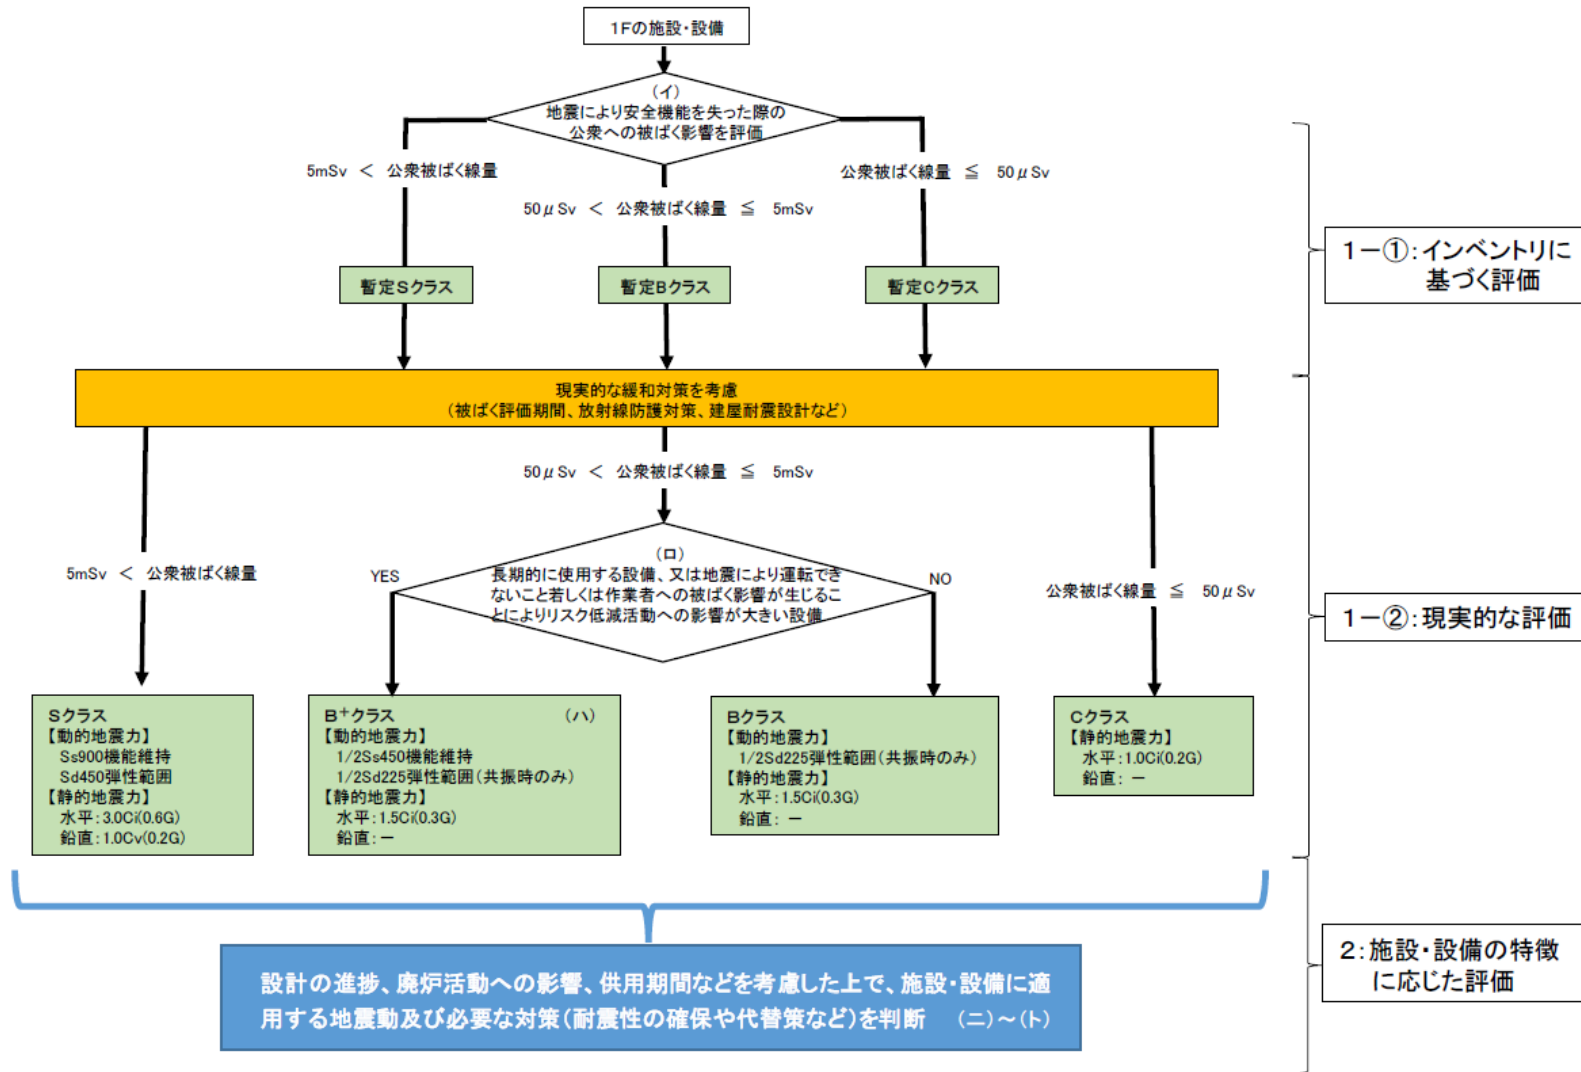 1Fの施設・設備
(イ)
地震により安全機能を失った際の
公衆への被ばく影響を評価
5mSv ＜ 公衆被ばく線量
50μSv ＜ 公衆被ばく線量 ≦ 5mSv
公衆被ばく線量 ≦ 50μSv
暫定Sクラス
暫定Bクラス
暫定Cクラス
1－①：インベントリに
基づく評価
現実的な緩和対策を考慮
（被ばく評価期間、放射線防護対策、建屋耐震設計など）
50μSv ＜ 公衆被ばく線量 ≦ 5mSv
5mSv ＜ 公衆被ばく線量
YES
(ロ)
長期的に使用する設備、又は地震により運転でき
ないこと若しくは作業者への被ばく影響が生じるこ
とによりリスク低減活動への影響が大きい設備
NO
公衆被ばく線量 ≦ 50μSv
1－②：現実的な評価
Sクラス
【動的地震力】
Ss900機能維持
Sd450弾性範囲
【静的地震力】
水平：3.0Ci(0.6G)
鉛直：1.0Cv(0.2G)
B⁺クラス (ハ)
【動的地震力】
1/2Ss450機能維持
1/2Sd225弾性範囲（共振時のみ）
【静的地震力】
水平：1.5Ci(0.3G)
鉛直：－
Bクラス
【動的地震力】
1/2Sd225弾性範囲（共振時のみ）
【静的地震力】
水平：1.5Ci(0.3G)
鉛直：－
Cクラス
【静的地震力】
水平：1.0Ci(0.2G)
鉛直：－
設計の進捗、廃炉活動への影響、供用期間などを考慮した上で、施設・設備に適
用する地震動及び必要な対策（耐震性の確保や代替策など）を判断 (ニ)～(ト)
2：施設・設備の特徴
に応じた評価